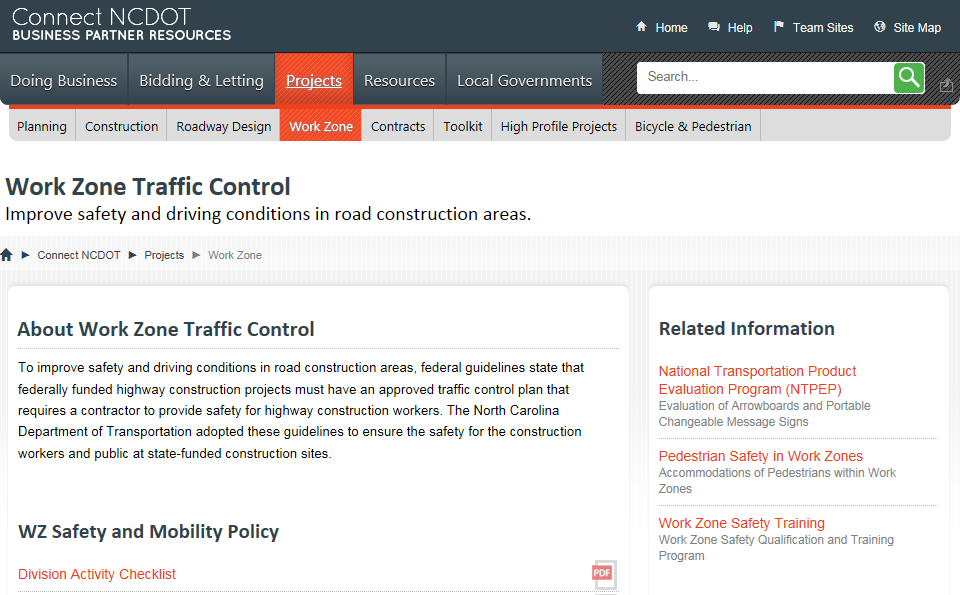 Connect NCDOT
BUSINESS PARTNER RESOURCES
Home Help Team Sites Site Map
Doing Business Bidding & Letting Projects Resources Local Governments Search...
Planning Construction Roadway Design Work Zone Contracts Toolkit High Profile Projects Bicycle & Pedestrian
Work Zone Traffic Control
Improve safety and driving conditions in road construction areas.
Connect NCDOT Projects Work Zone
About Work Zone Traffic Control
To improve safety and driving conditions in road construction areas, federal guidelines state that
federally funded highway construction projects must have an approved traffic control plan that
requires a contractor to provide safety for highway construction workers. The North Carolina
Department of Transportation adopted these guidelines to ensure the safety for the construction
workers and public at state-funded construction sites.
WZ Safety and Mobility Policy
Division Activity Checklist PDF
Related Information
National Transportation Product
Evaluation Program (NTPEP)
Evaluation of Arrowboards and Portable
Changeable Message Signs
Pedestrian Safety in Work Zones
Accommodations of Pedestrians within Work
Zones
Work Zone Safety Training
Work Zone Safety Qualification and Training
Program